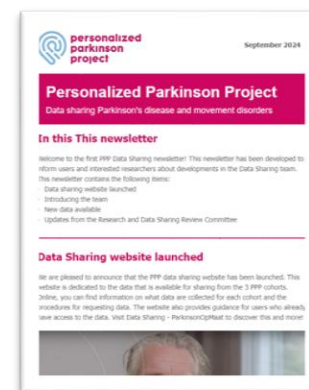 personalized
parkinson
project
September 2024
Personalized Parkinson Project
Data sharing Parkinson's disease and movement disorders
In this This newsletter
Welcome to the first PPP Data Sharing newsletter! This newsletter has been developed to
nform users and interested researchers about developments in the Data Sharing team.
This newsletter contains the following items:
- Data sharing website launched
- Introducing the team
- New data available
- Updates from the Research and Data Sharing Review Committee
Data Sharing website launched
We are pleased to announce that the PPP data sharing website has been launched. This
website is dedicated to the data that is available for sharing from the 3 PPP cohorts.
Online, you can find information on what data are collected for each cohort and the
procedures for requesting data. The website also provides guidance for users who already
have access to the data. Visit Data Sharing - ParkinsonOpMaat to discover this and more!